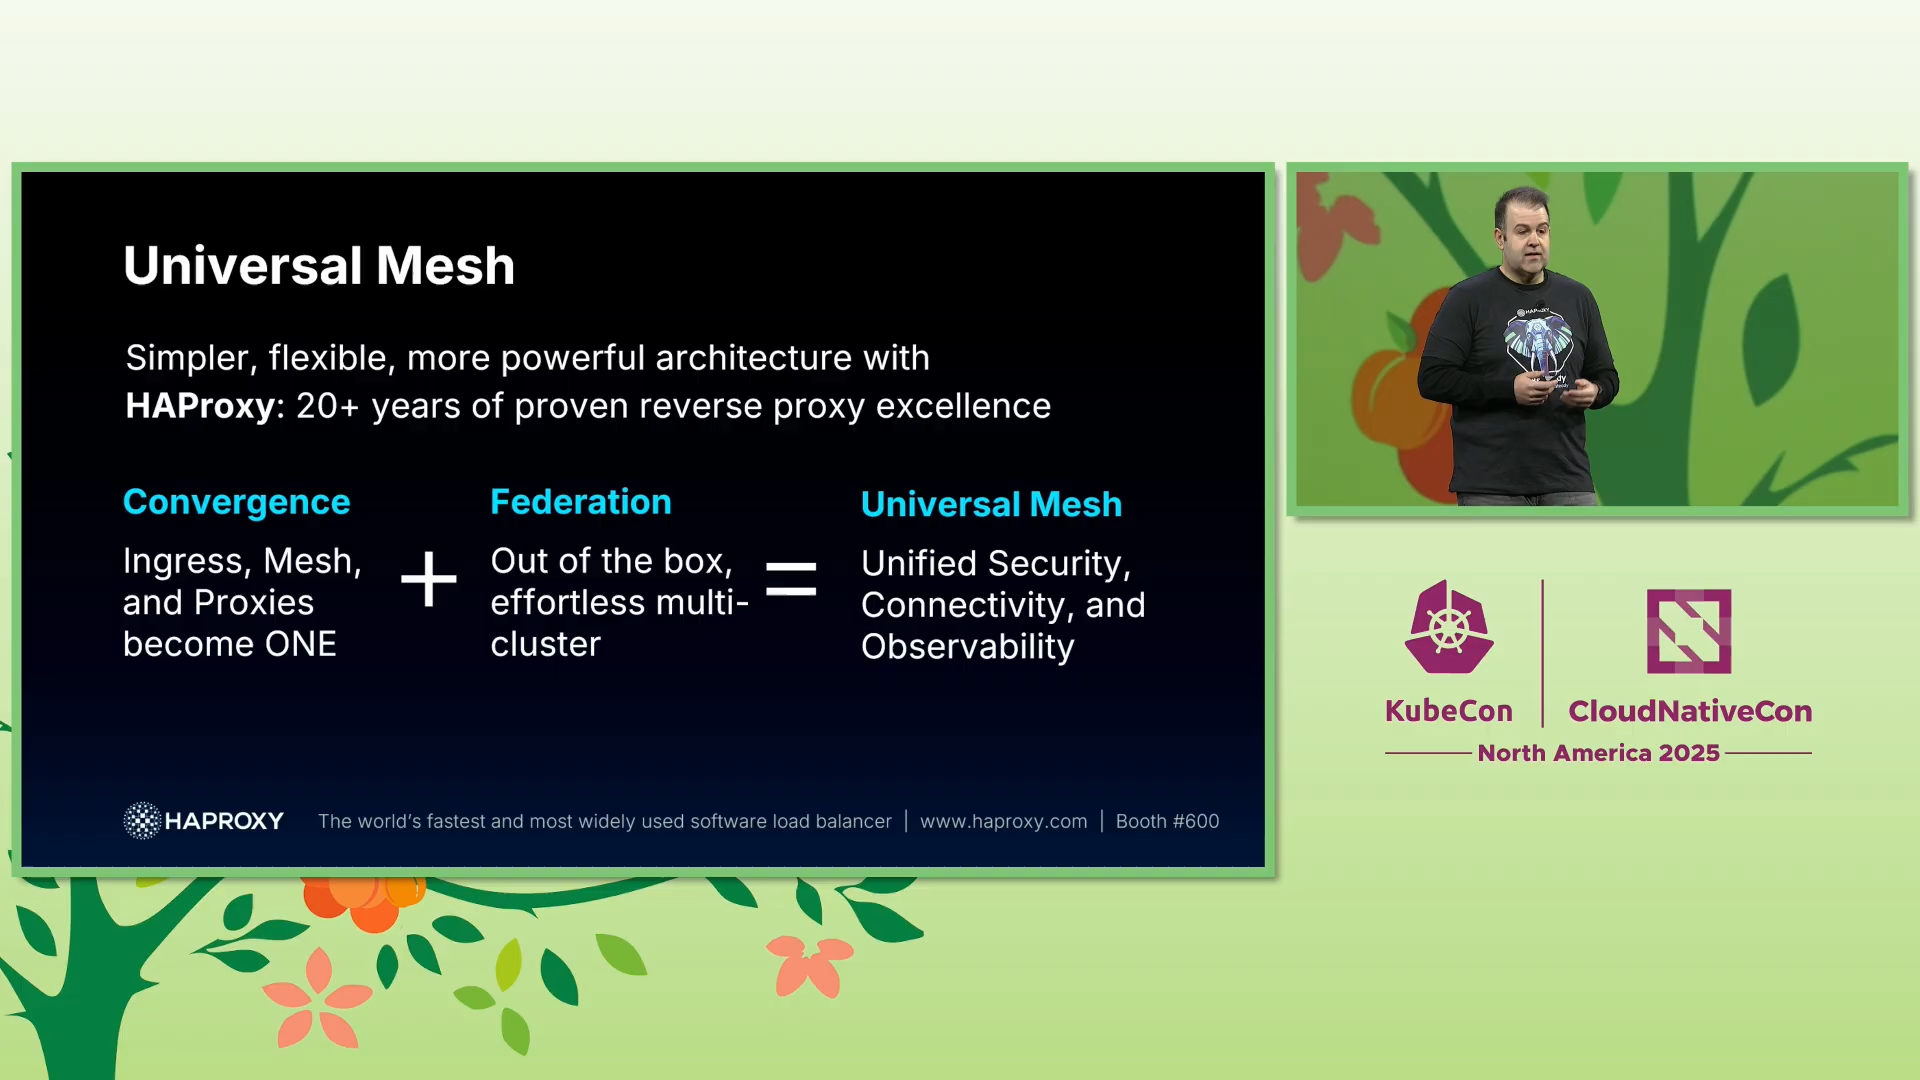 Universal Mesh
Simpler, flexible, more powerful architecture with
HAProxy: 20+ years of proven reverse proxy excellence
Convergence
Ingress, Mesh,
and Proxies
become ONE
+
Federation
Out of the box,
effortless multi-
cluster
=
Universal Mesh
Unified Security,
Connectivity, and
Observability
HAPROXY
The world's fastest and most widely used software load balancer | www.haproxy.com | Booth #600
HAPROXY
KubeCon
CloudNativeCon
North America 2025